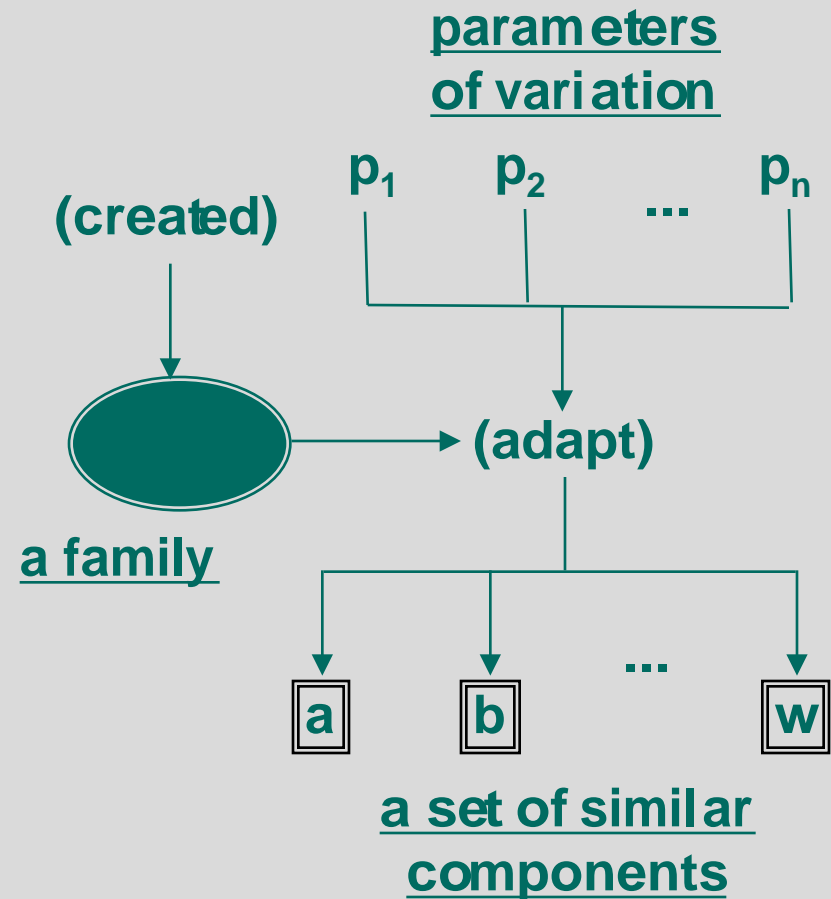 parameters
of variation
p₁ p₂ ... pₙ
(created)
(adapt)
a family
...
a b w
a set of similar
components